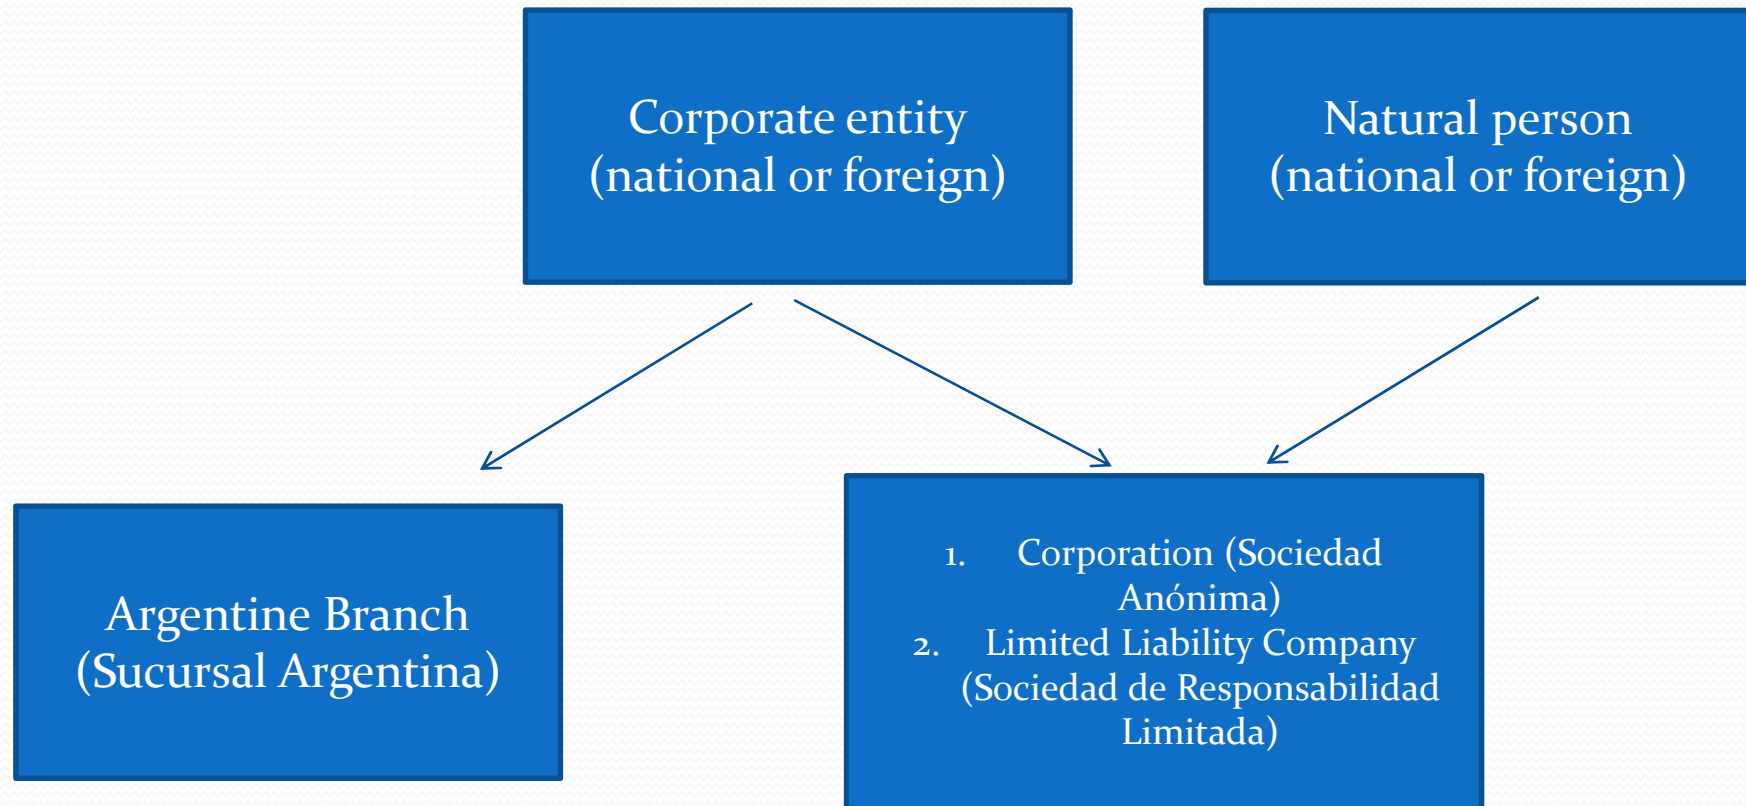 Corporate entity
(national or foreign)
Natural person
(national or foreign)
Argentine Branch
(Sucursal Argentina)
1. Corporation (Sociedad
Anónima)
2. Limited Liability Company
(Sociedad de Responsabilidad
Limitada)